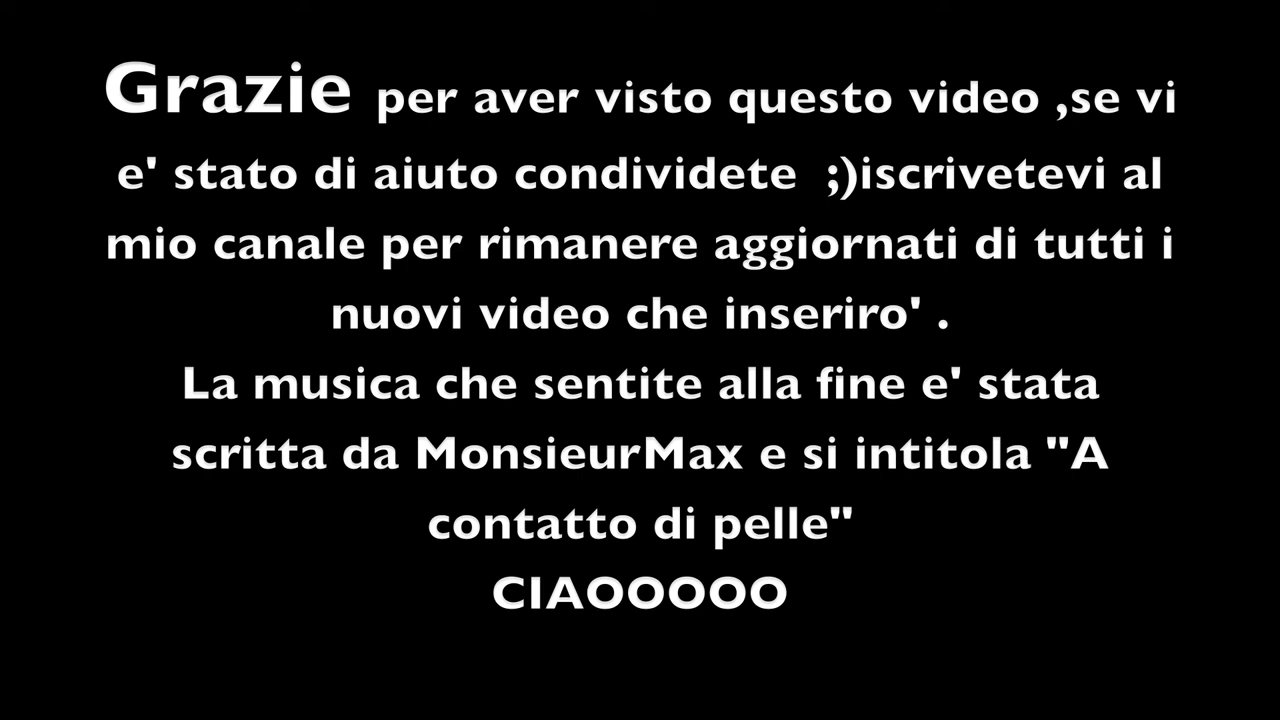 Grazie per aver visto questo video ,se vi
e' stato di aiuto condividete  ;)iscrivetevi al
mio canale per rimanere aggiornati di tutti i
nuovi video che inseriro' .
La musica che sentite alla fine e' stata
scritta da MonsieurMax e si intitola "A
contatto di pelle"
CIAOOOOO